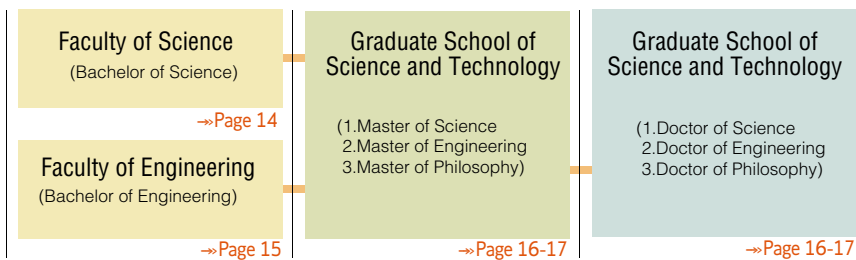 Faculty of Science
(Bachelor of Science)
→»Page 14
Faculty of Engineering
(Bachelor of Engineering)
→»Page 15
Graduate School of
Science and Technology
(1.Master of Science
2.Master of Engineering
3.Master of Philosophy)
→»Page 16-17
Graduate School of
Science and Technology
(1.Doctor of Science
2.Doctor of Engineering
3.Doctor of Philosophy)
→»Page 16-17